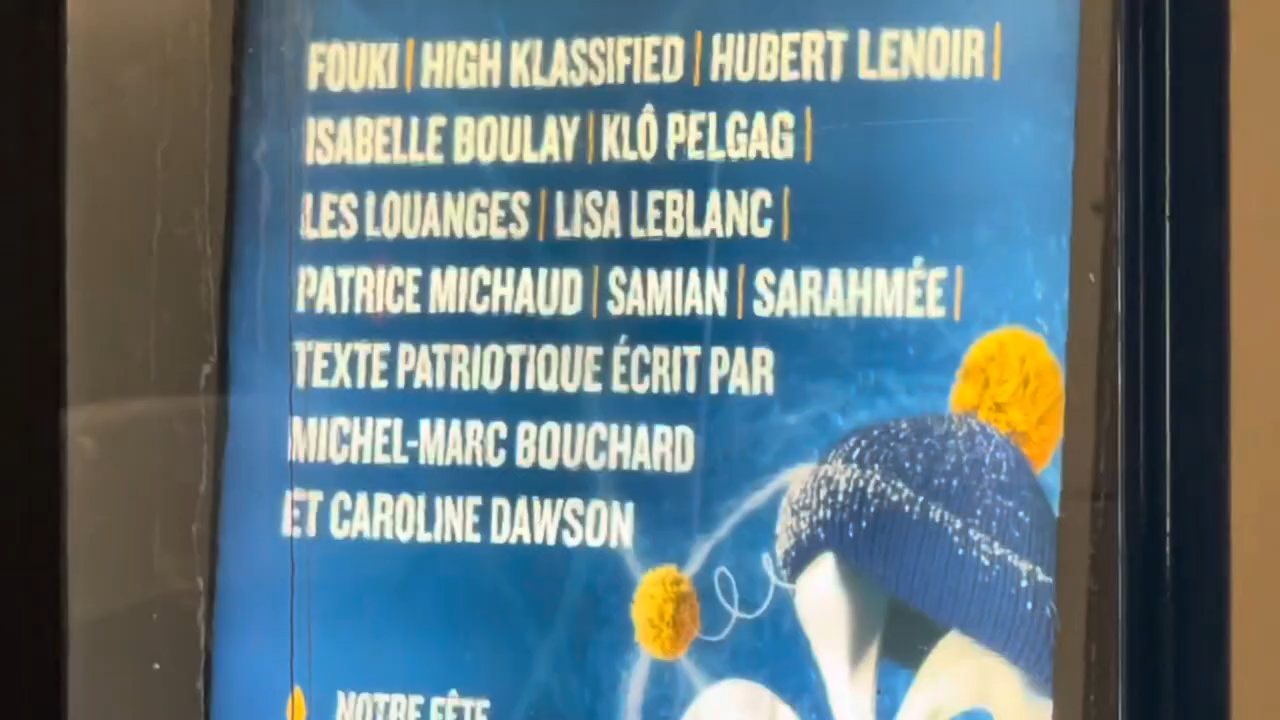 FOUKI | HIGH KLASSIFIED | HUBERT LENOIR |
ISABELLE BOULAY | KLÔ PELGAG |
LES LOUANGES | LISA LEBLANC |
PATRICE MICHAUD | SAMIAN | SARAHMÉE |
TEXTE PATRIOTIQUE ÉCRIT PAR
MICHEL-MARC BOUCHARD
ET CAROLINE DAWSON
NOTRE FÊTE